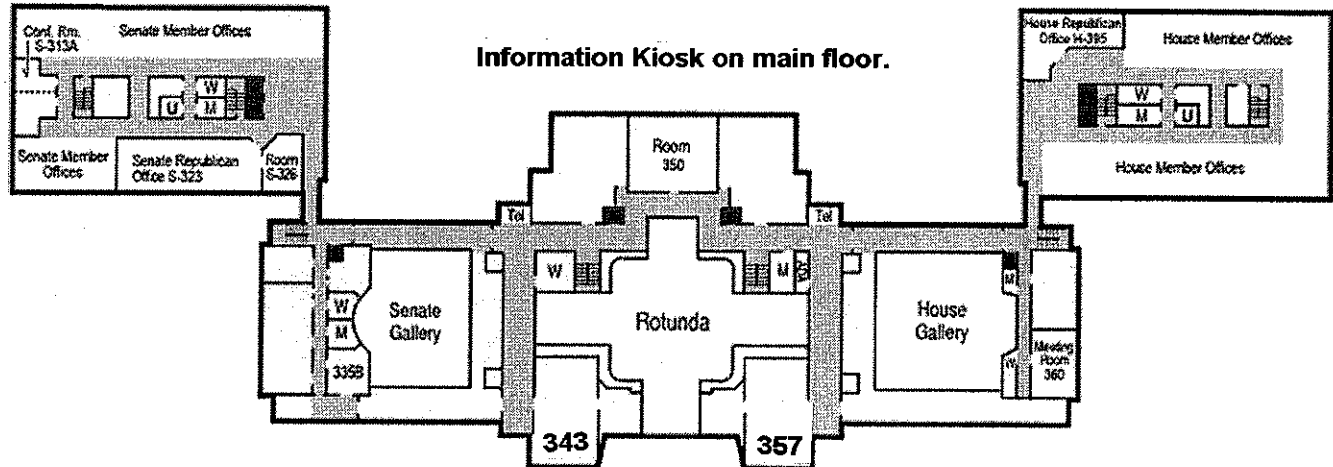 Conf. Rm.
S-313A
Senate Member Offices
W
M
U
Senate Member
Offices
Senate Republican
Office S-323
Room
S-326
Information Kiosk on main floor.
House Republican
Office H-395
House Member Offices
W
M
U
House Member Offices
Room
350
Tel
Tel
W
M
W
M
335B
Senate
Gallery
Rotunda
House
Gallery
M
W
Meeting
Room
360
343
357